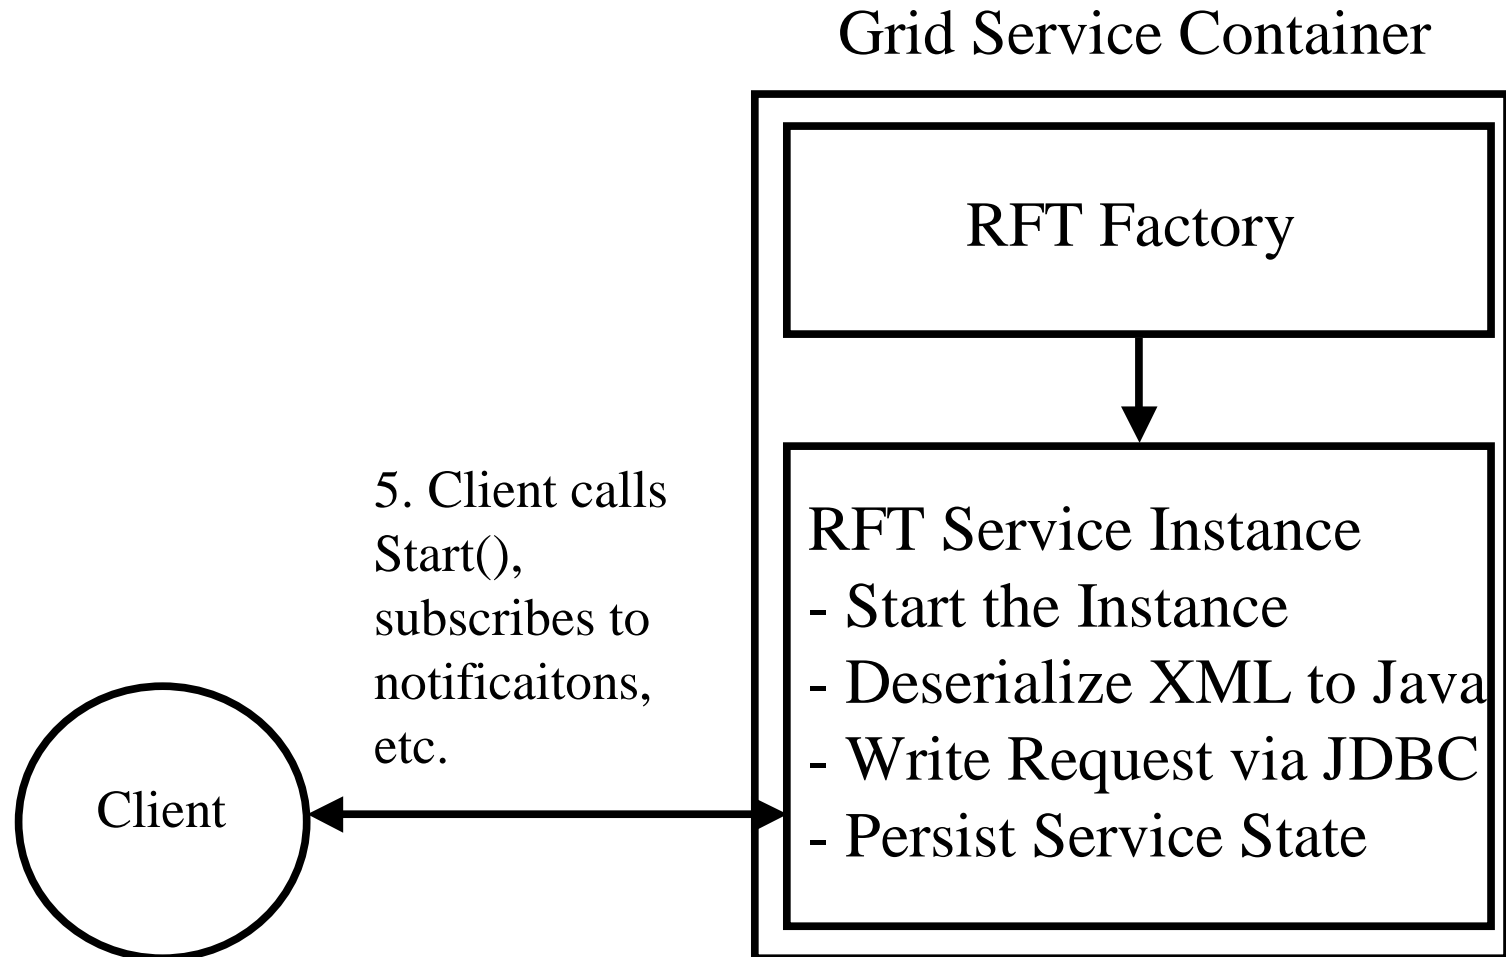 Grid Service Container
RFT Factory
5. Client calls
Start(),
subscribes to
notificaitons,
etc.
RFT Service Instance
- Start the Instance
- Deserialize XML to Java
- Write Request via JDBC
- Persist Service State
Client